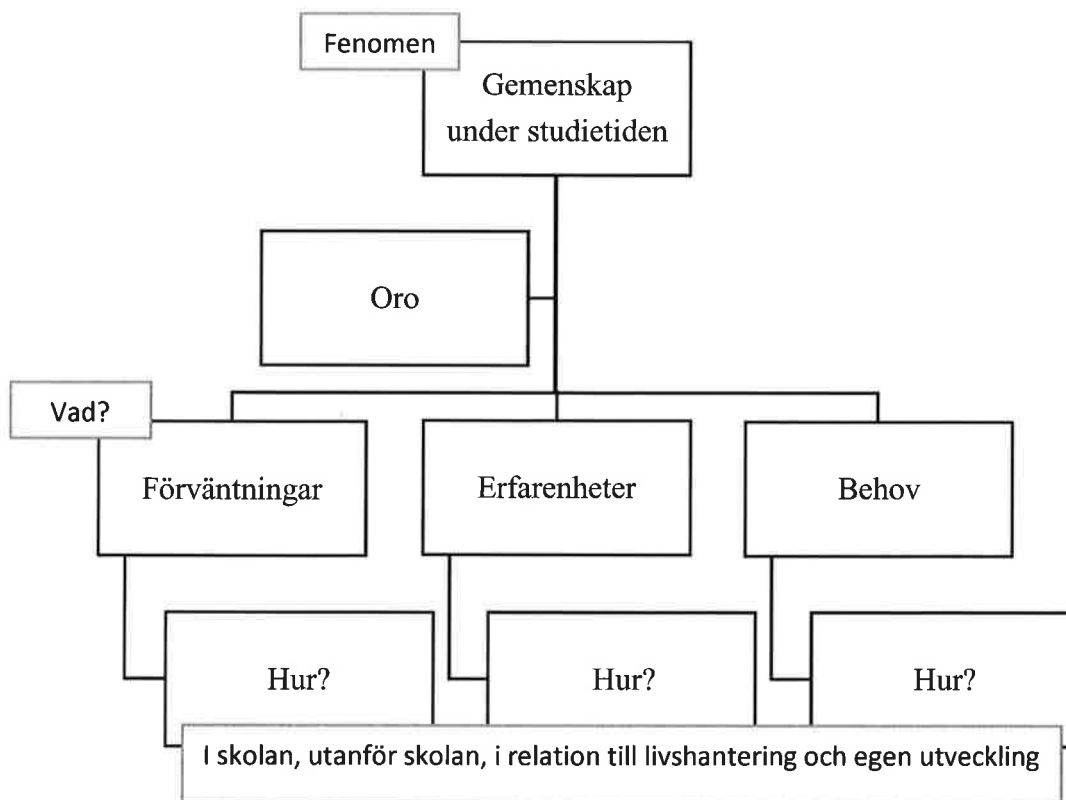 Fenomen
Gemenskap
under studietiden
Oro
Vad?
Förväntningar
Erfarenheter
Behov
Hur?
Hur?
Hur?
I skolan, utanför skolan, i relation till livshantering och egen utveckling